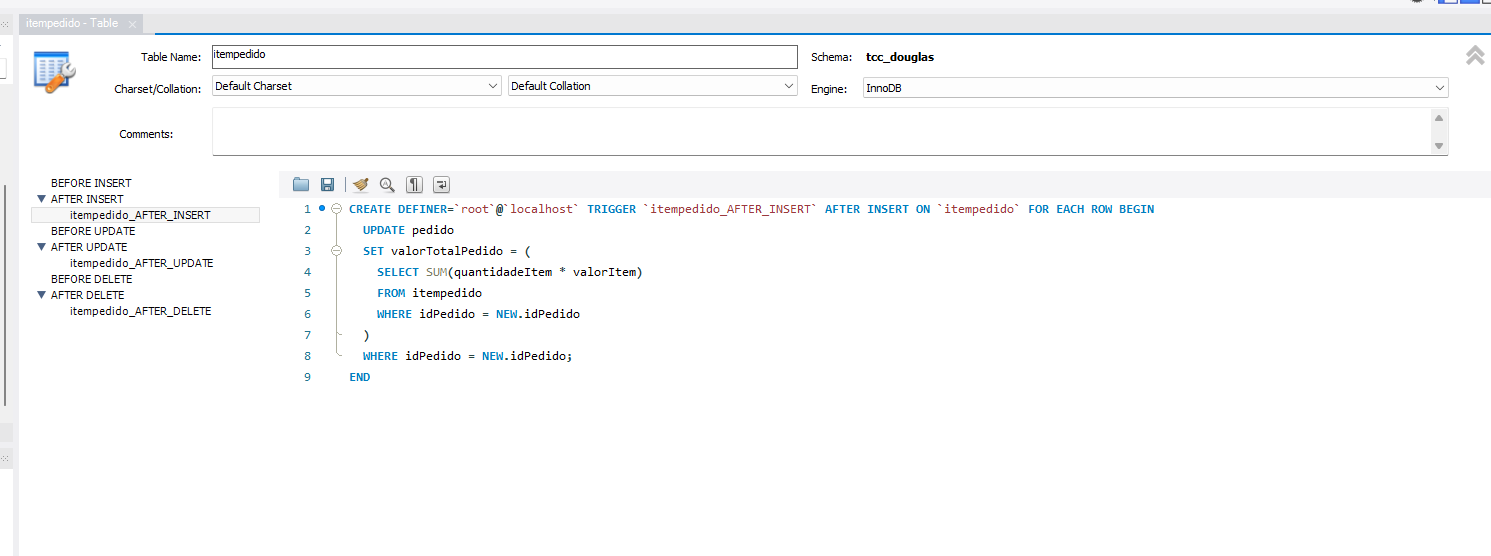 itempedido - Table
Table Name: itempedido Schema: tcc_douglas
Charset/Collation: Default Charset Default Collation Engine: InnoDB
Comments:
BEFORE INSERT
AFTER INSERT
itempedido_AFTER_INSERT
BEFORE UPDATE
AFTER UPDATE
itempedido_AFTER_UPDATE
BEFORE DELETE
AFTER DELETE
itempedido_AFTER_DELETE
1 CREATE DEFINER=`root`@`localhost` TRIGGER `itempedido_AFTER_INSERT` AFTER INSERT ON `itempedido` FOR EACH ROW BEGIN
2 UPDATE pedido
3 SET valorTotalPedido = (
4 SELECT SUM(quantidadeItem * valorItem)
5 FROM itempedido
6 WHERE idPedido = NEW.idPedido
7 )
8 WHERE idPedido = NEW.idPedido;
9 END